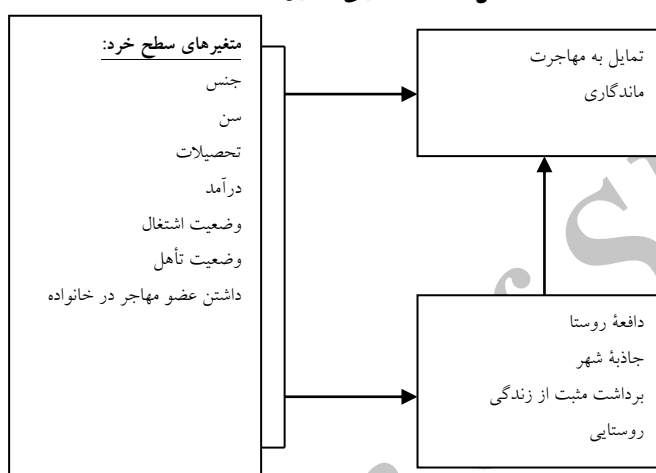 متغیرهای سطح خرد:
جنس
سن
تحصیلات
درآمد
وضعیت اشتغال
وضعیت تأهل
داشتن عضو مهاجر در خانواده
تمایل به مهاجرت
ماندگاری
دافعهٔ روستا
جاذبهٔ شهر
برداشت مثبت از زندگی
روستایی